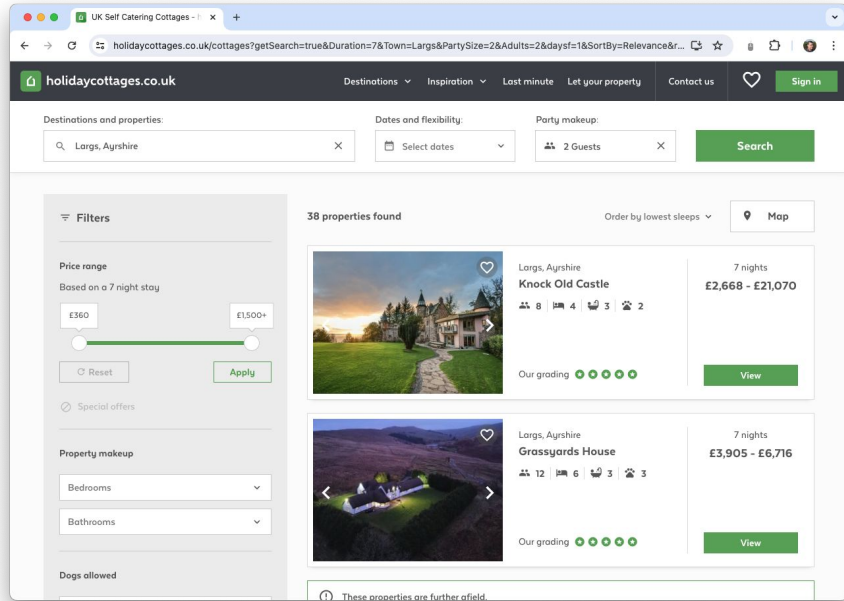 UK Self Catering Cottages - h
holidaycottages.co.uk/cottages?getSearch=true&Duration=7&Town=Largs&PartySize=2&Adults=2&daysf=1&SortBy=Relevance&r...
holidaycottages.co.uk
Destinations
Inspiration
Last minute
Let your property
Contact us
Sign in
Destinations and properties:
Dates and flexibility:
Party makeup:
Largs, Ayrshire
Select dates
2 Guests
Search
Filters
Price range
Based on a 7 night stay
£360
£1,500+
Reset
Apply
Special offers
Property makeup
Bedrooms
Bathrooms
Dogs allowed
38 properties found
Order by lowest sleeps
Map
Largs, Ayrshire
Knock Old Castle
8 4 3 2
Our grading
7 nights
£2,668 - £21,070
View
Largs, Ayrshire
Grassyards House
12 6 3 3
Our grading
7 nights
£3,905 - £6,716
View
These properties are further afield.